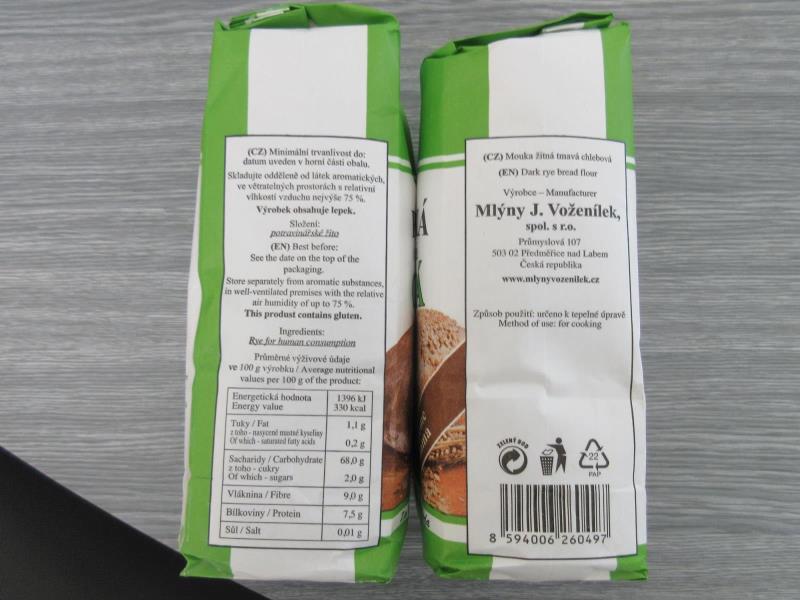 (CZ) Minimální trvanlivost do:
datum uveden v horní části obalu.
Skladujte odděleně od látek aromatických,
ve větratelných prostorách s relativní
vlhkostí vzduchu nejvýše 75 %.
Výrobek obsahuje lepek.
Složení:
potravinářské žito
(EN) Best before:
See the date on the top of the
packaging.
Store separately from aromatic substances,
in well-ventilated premises with the relative
air humidity of up to 75 %.
This produst contains gluten.
Ingredients:
Rye for human consumption
Průměrné výživové údaje
ve 100 g výrobku / Average nutritional
values per 100 g of the product:
Energetická hodnota 1396 kJ
Energy value 330 kcal
Tuky / Fat 1,1 g
z toho - nasycené mastné kyseliny
Of which - saturated fatty acids 0,2 g
Sacharidy / Carbohydrate 68,0 g
z toho - cukry
Of which - sugars 2,0 g
Vláknina / Fibre 9,0 g
Bílkoviny / Protein 7,5 g
Sůl / Salt 0,01 g
(CZ) Mouka žitná tmavá chlebová
(EN) Dark rye bread flour
Výrobce – Manufacturer
Mlýny J. Voženílek,
spol. s r.o.
Průmyslová 107
503 02 Předměřice nad Labem
Česká republika
www.mlynyvozenilek.cz
Způsob použití: určeno k tepelné úpravě
Method of use: for cooking
ZELENÝ BOD
22
PAP
8 594006 260497